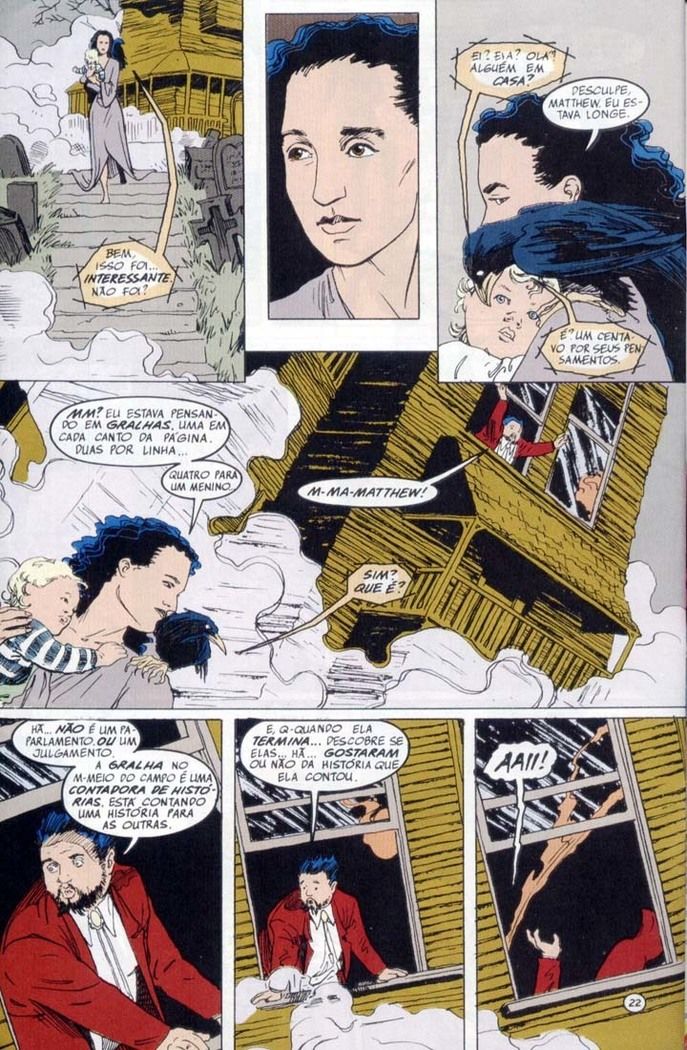 BEM,
ISSO FOI...
INTERESSANTE.
NÃO FOI?
EI? EIA? OLÁ?
ALGUÉM EM
CASA?
DESCULPE,
MATTHEW. EU ES-
TAVA LONGE.
E? UM CENTA-
VO POR SEUS PEN-
SAMENTOS.
MM? EU ESTAVA PENSAN-
DO EM GRALHAS. UMA EM
CADA CANTO DA PÁGINA.
DUAS POR LINHA...
QUATRO PARA
UM MENINO...
M-MA-MATTHEW!
SIM?
QUE É?
HÃ... NÃO É UM PA-
PARLAMENTO. OU UM
JULGAMENTO.
A GRALHA NO
M-MEIO DO CAMPO É UMA
CONTADORA DE HISTÓ-
RIAS. ESTÁ CONTANDO
UMA HISTÓRIA PARA
AS OUTRAS.
E, Q-QUANDO ELA
TERMINA... DESCOBRE SE
ELAS... HÃ... GOSTARAM
OU NÃO DA HISTÓRIA QUE
ELA CONTOU.
AAII!
22